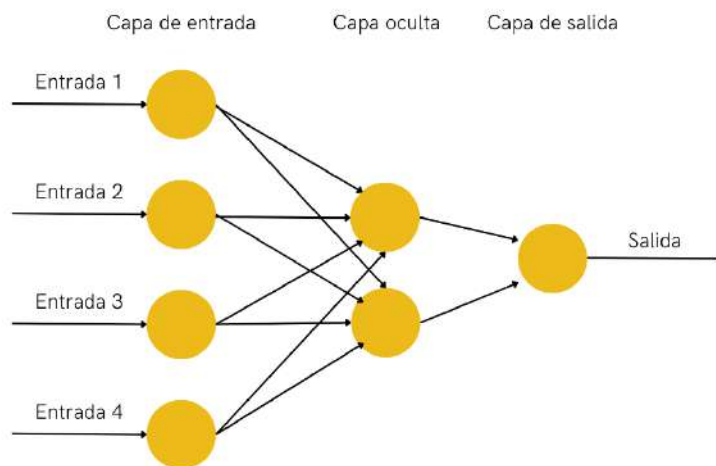 Capa de entrada
Capa oculta
Capa de salida
Entrada 1
Entrada 2
Entrada 3
Entrada 4
Salida